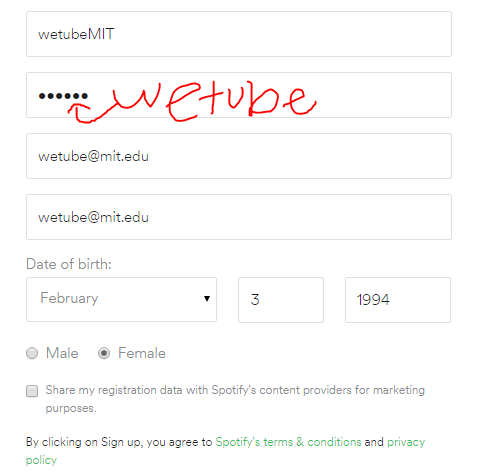 wetubeMIT
•••••• wetube
wetube@mit.edu
wetube@mit.edu
Date of birth:
February 3 1994
Male Female
Share my registration data with Spotify's content providers for marketing
purposes.
By clicking on Sign up, you agree to Spotify's terms & conditions and privacy
policy